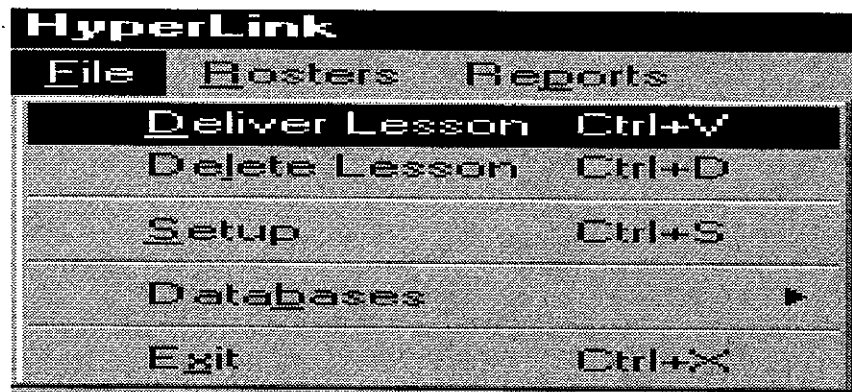 HyperLink
File Rosters Reports
Deliver Lesson Ctrl+V
Delete Lesson Ctrl+D
Setup Ctrl+S
Databases
Exit Ctrl+X